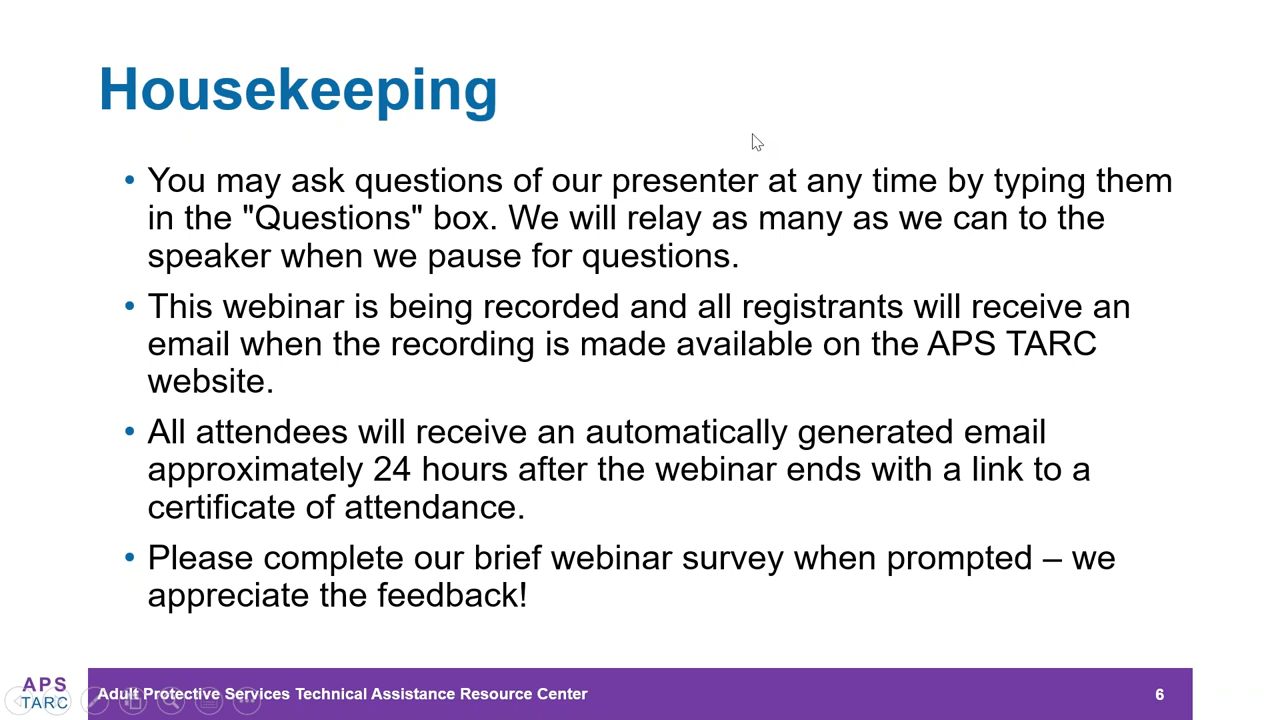 Housekeeping
• You may ask questions of our presenter at any time by typing them
in the "Questions" box. We will relay as many as we can to the
speaker when we pause for questions.
• This webinar is being recorded and all registrants will receive an
email when the recording is made available on the APS TARC
website.
• All attendees will receive an automatically generated email
approximately 24 hours after the webinar ends with a link to a
certificate of attendance.
• Please complete our brief webinar survey when prompted – we
appreciate the feedback!
APS
TARC
Adult Protective Services Technical Assistance Resource Center
6